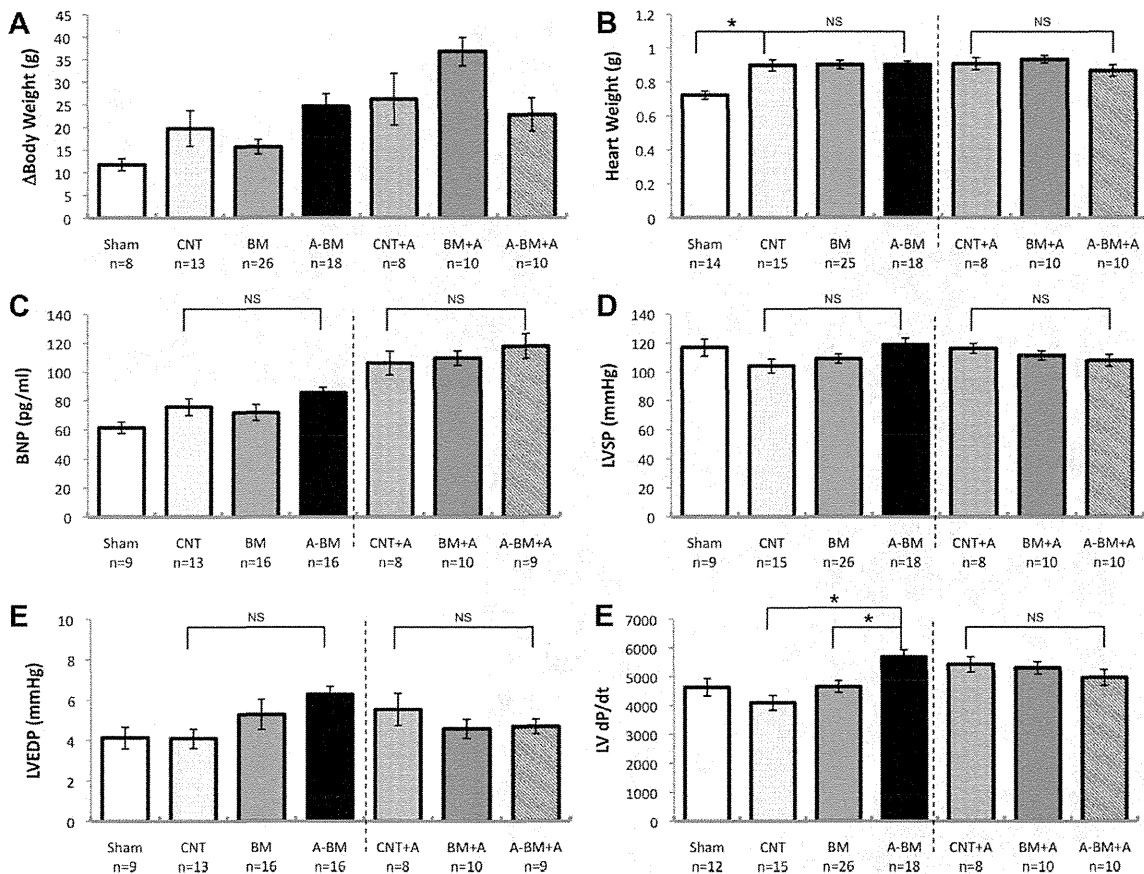 A
ΔBody Weight (g)
45
40
35
30
25
20
15
10
5
0
Sham CNT BM A-BM CNT+A BM+A A-BM+A
n=8 n=13 n=26 n=18 n=8 n=10 n=10
B
Heart Weight (g)
1.2
1
0.8
0.6
0.4
0.2
0
* NS NS
Sham CNT BM A-BM CNT+A BM+A A-BM+A
n=14 n=15 n=25 n=18 n=8 n=10 n=10
C
BNP (pg/ml)
140
120
100
80
60
40
20
0
NS NS
Sham CNT BM A-BM CNT+A BM+A A-BM+A
n=9 n=13 n=16 n=16 n=8 n=10 n=9
D
LVSP (mmHg)
140
120
100
80
60
40
20
0
NS NS
Sham CNT BM A-BM CNT+A BM+A A-BM+A
n=9 n=15 n=26 n=18 n=8 n=10 n=10
E
LVEDP (mmHg)
10
8
6
4
2
0
NS NS
Sham CNT BM A-BM CNT+A BM+A A-BM+A
n=9 n=13 n=16 n=16 n=8 n=10 n=9
E
LV dP/dt
7000
6000
5000
4000
3000
2000
1000
0
*
* NS
Sham CNT BM A-BM CNT+A BM+A A-BM+A
n=12 n=15 n=26 n=18 n=8 n=10 n=10